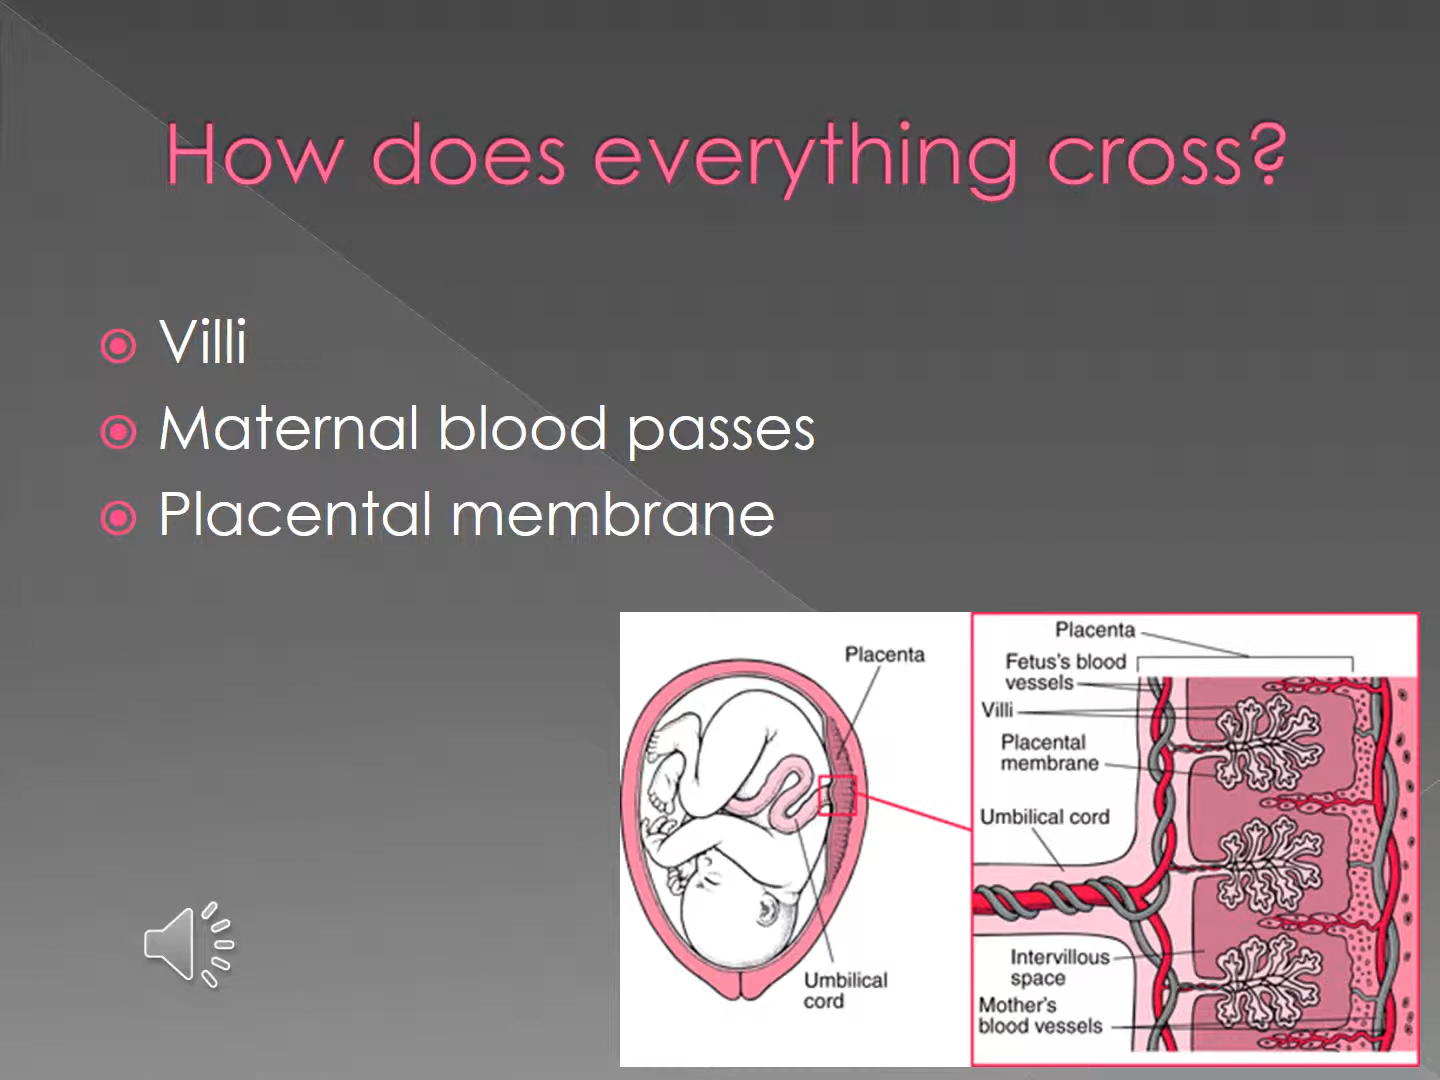 How does everything cross?
Villi
Maternal blood passes
Placental membrane
Placenta
Umbilical
cord
Placenta
Fetus's blood
vessels
Villi
Placental
membrane
Umbilical cord
Intervillous
space
Mother's
blood vessels